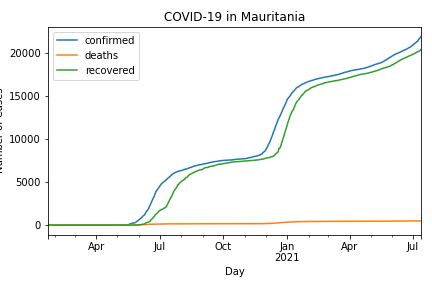 COVID-19 in Mauritania
confirmed
deaths
recovered
20000
15000
10000
5000
0
Apr
Jul
Oct
Jan
2021
Apr
Jul
Day